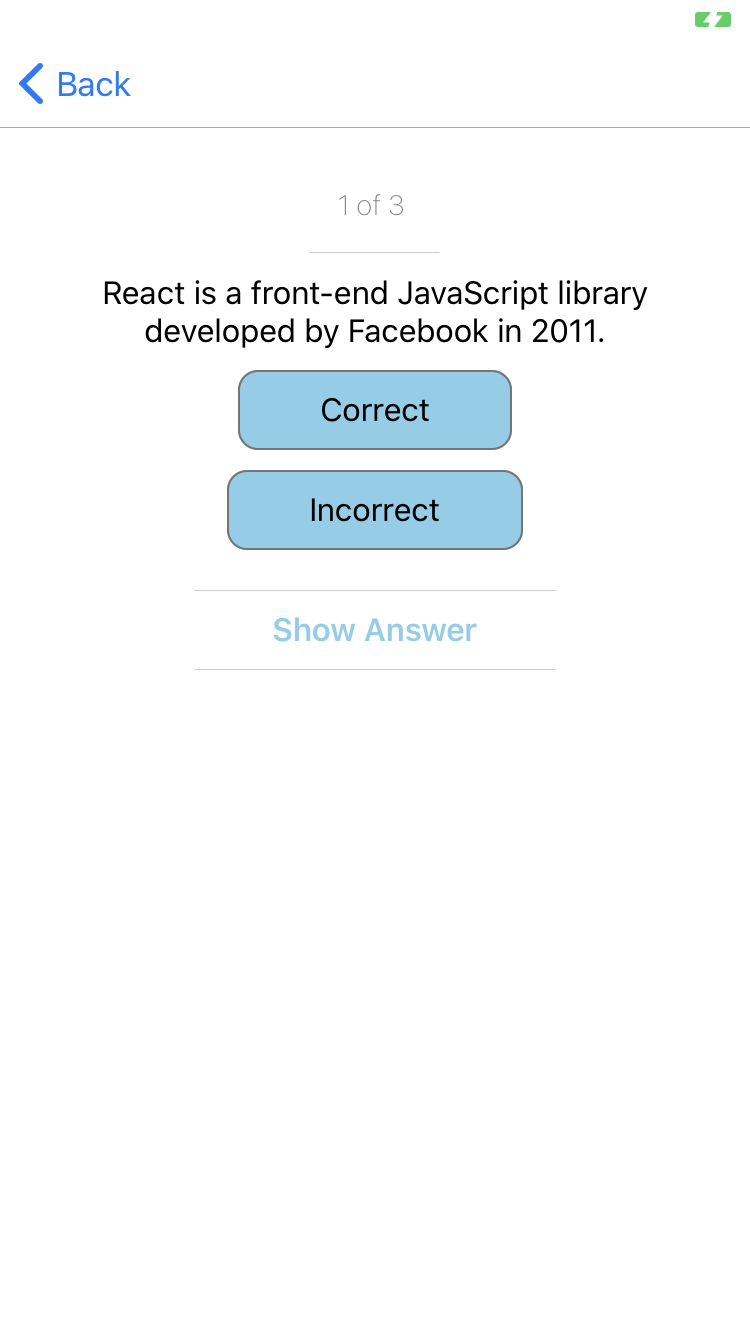 Back
1 of 3
React is a front-end JavaScript library
developed by Facebook in 2011.
Correct
Incorrect
Show Answer